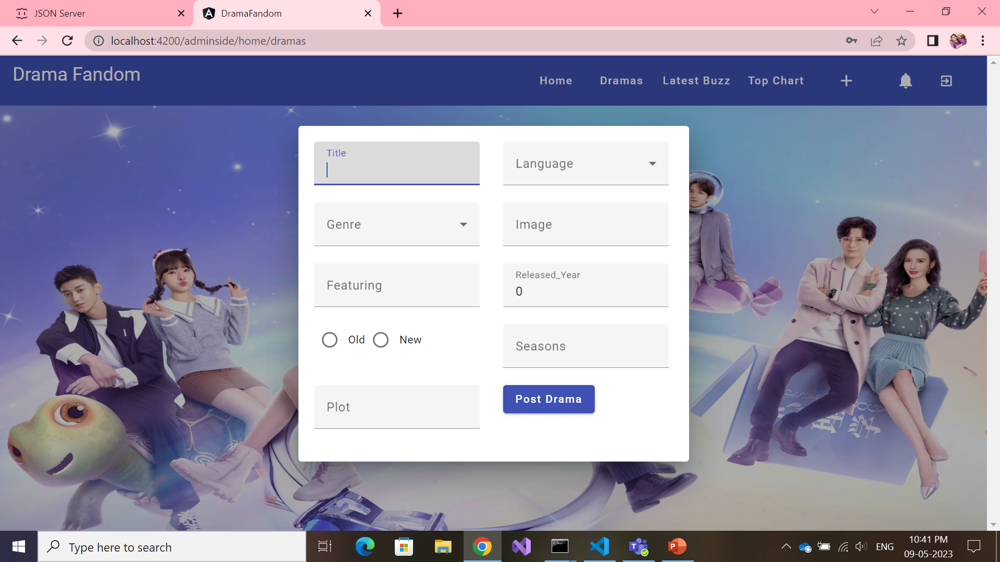 JSON Server
DramaFandom
localhost:4200/adminside/home/dramas
Drama Fandom
Home Dramas Latest Buzz Top Chart
Title
Language
Genre
Image
Featuring
Released_Year
0
Old New
Seasons
Plot
Post Drama
Type here to search
ENG
10:41 PM
09-05-2023